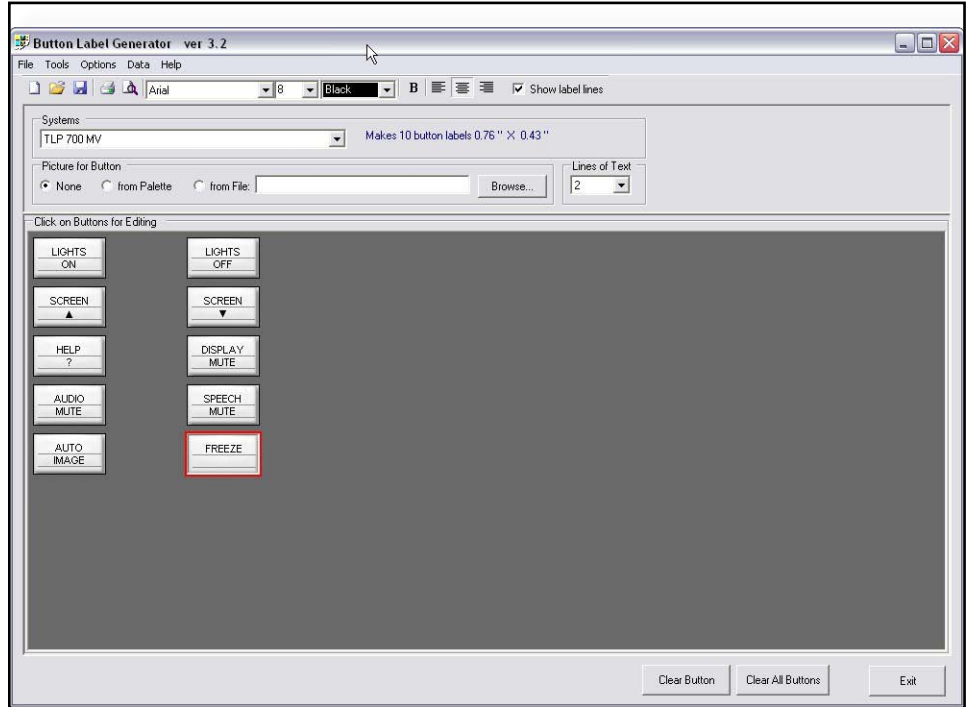 Button Label Generator ver 3.2
File Tools Options Data Help
Arial 8 Black B Show label lines
Systems
TLP 700 MV Makes 10 button labels 0.76 " X 0.43 "
Picture for Button Lines of Text
None from Palette from File: Browse... 2
Click on Buttons for Editing
LIGHTS LIGHTS
ON OFF
SCREEN SCREEN
▲ ▼
HELP DISPLAY
? MUTE
AUDIO SPEECH
MUTE MUTE
AUTO FREEZE
IMAGE
Clear Button Clear All Buttons Exit